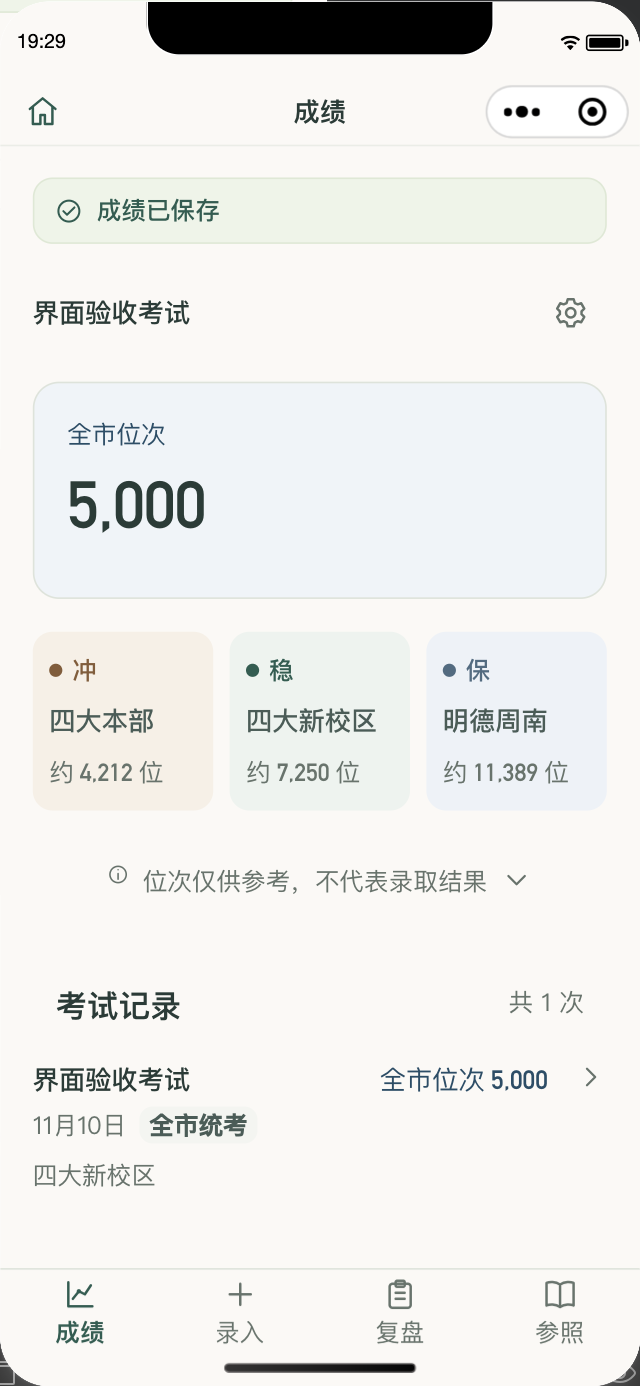 19:29
成绩
成绩已保存
界面验收考试
全市位次
5,000
冲
四大本部
约 4,212 位
稳
四大新校区
约 7,250 位
保
明德周南
约 11,389 位
位次仅供参考，不代表录取结果
考试记录
共 1 次
界面验收考试
全市位次 5,000
11月10日 全市统考
四大新校区
成绩
录入
复盘
参照